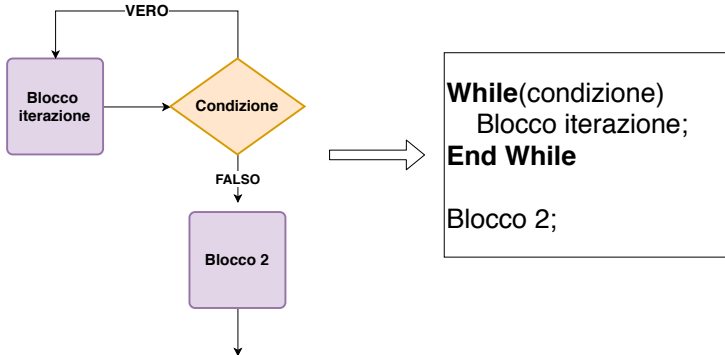 VERO
Blocco
iterazione
Condizione
FALSO
Blocco 2
While(condizione)
Blocco iterazione;
End While
Blocco 2;